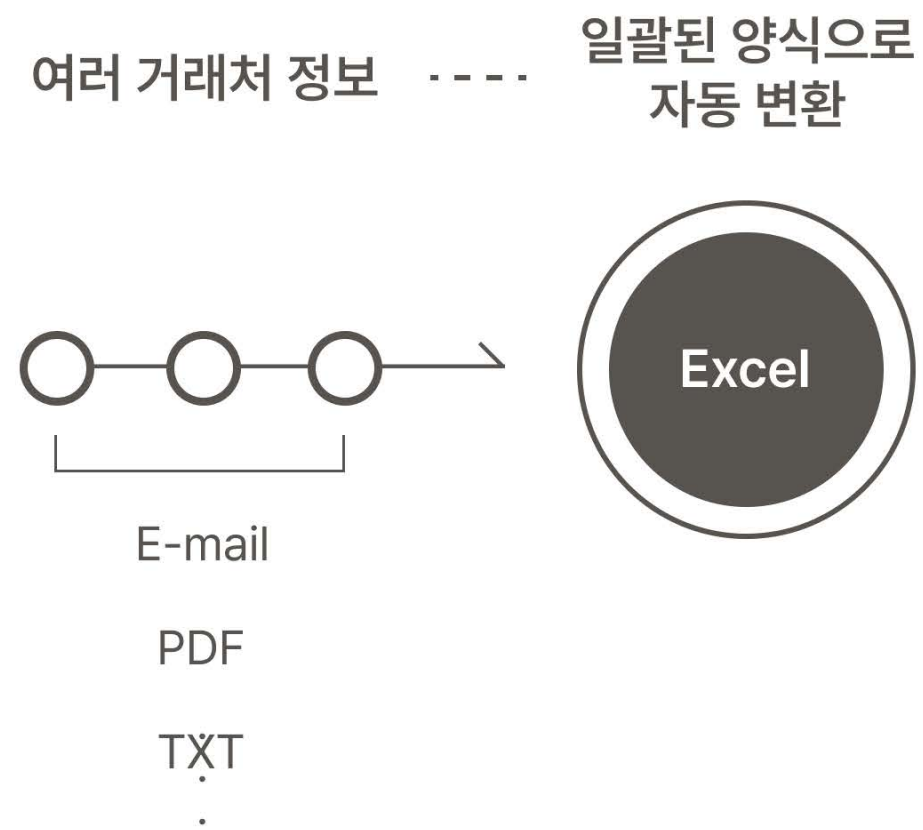 여러 거래처 정보
일괄된 양식으로
자동 변환
Excel
E-mail
PDF
TXT